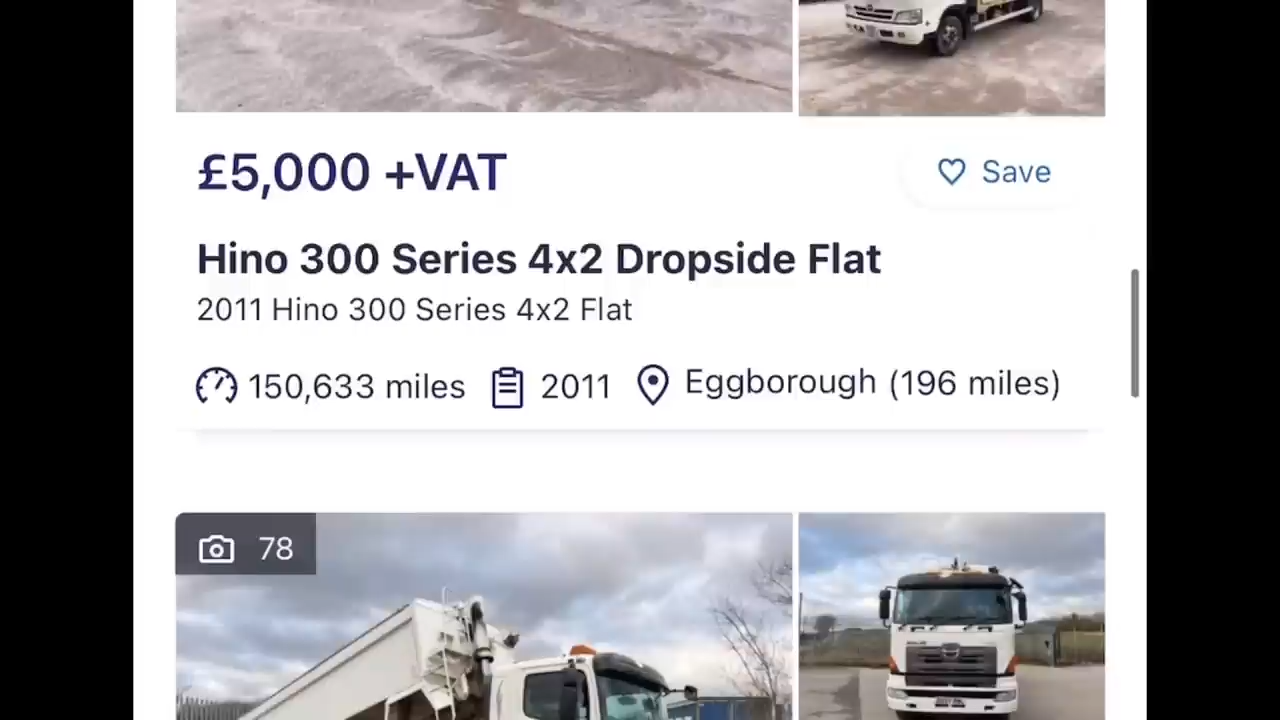 £5,000 +VAT
Save
Hino 300 Series 4x2 Dropside Flat
2011 Hino 300 Series 4x2 Flat
150,633 miles
2011
Eggborough (196 miles)
78